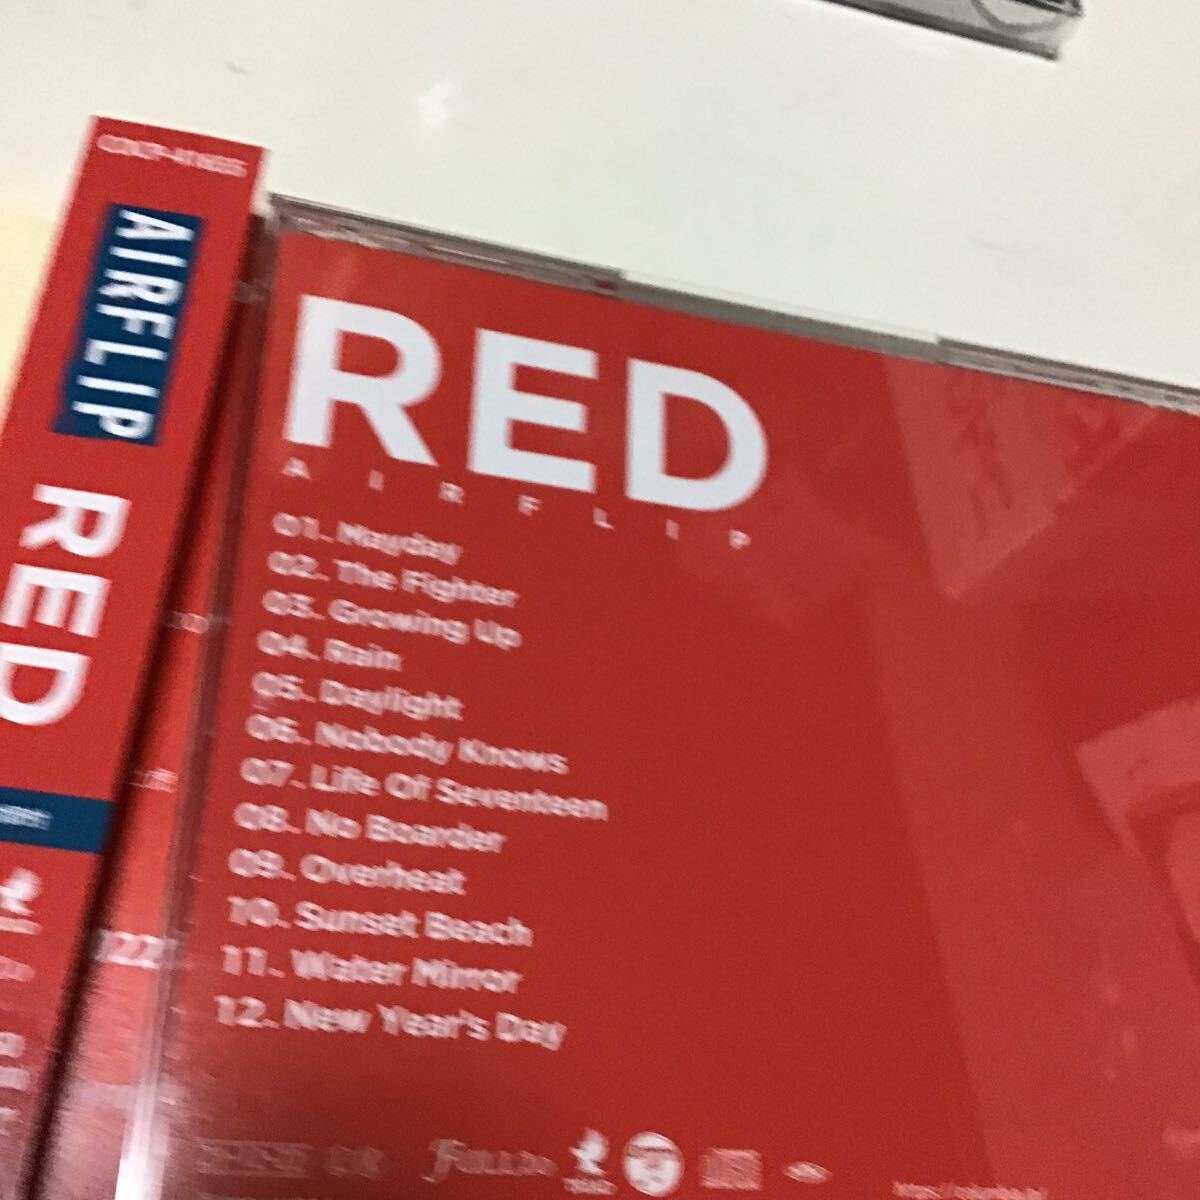 AIRFLIP RED
RED
AIRFLIP
01. Mayday
02. The Fighter
03. Growing Up
04. Rain
05. Daylight
06. Nobody Knows
07. Life Of Seventeen
08. No Boarder
09. Overheat
10. Sunset Beach
11. Water Mirror
12. New Year's Day